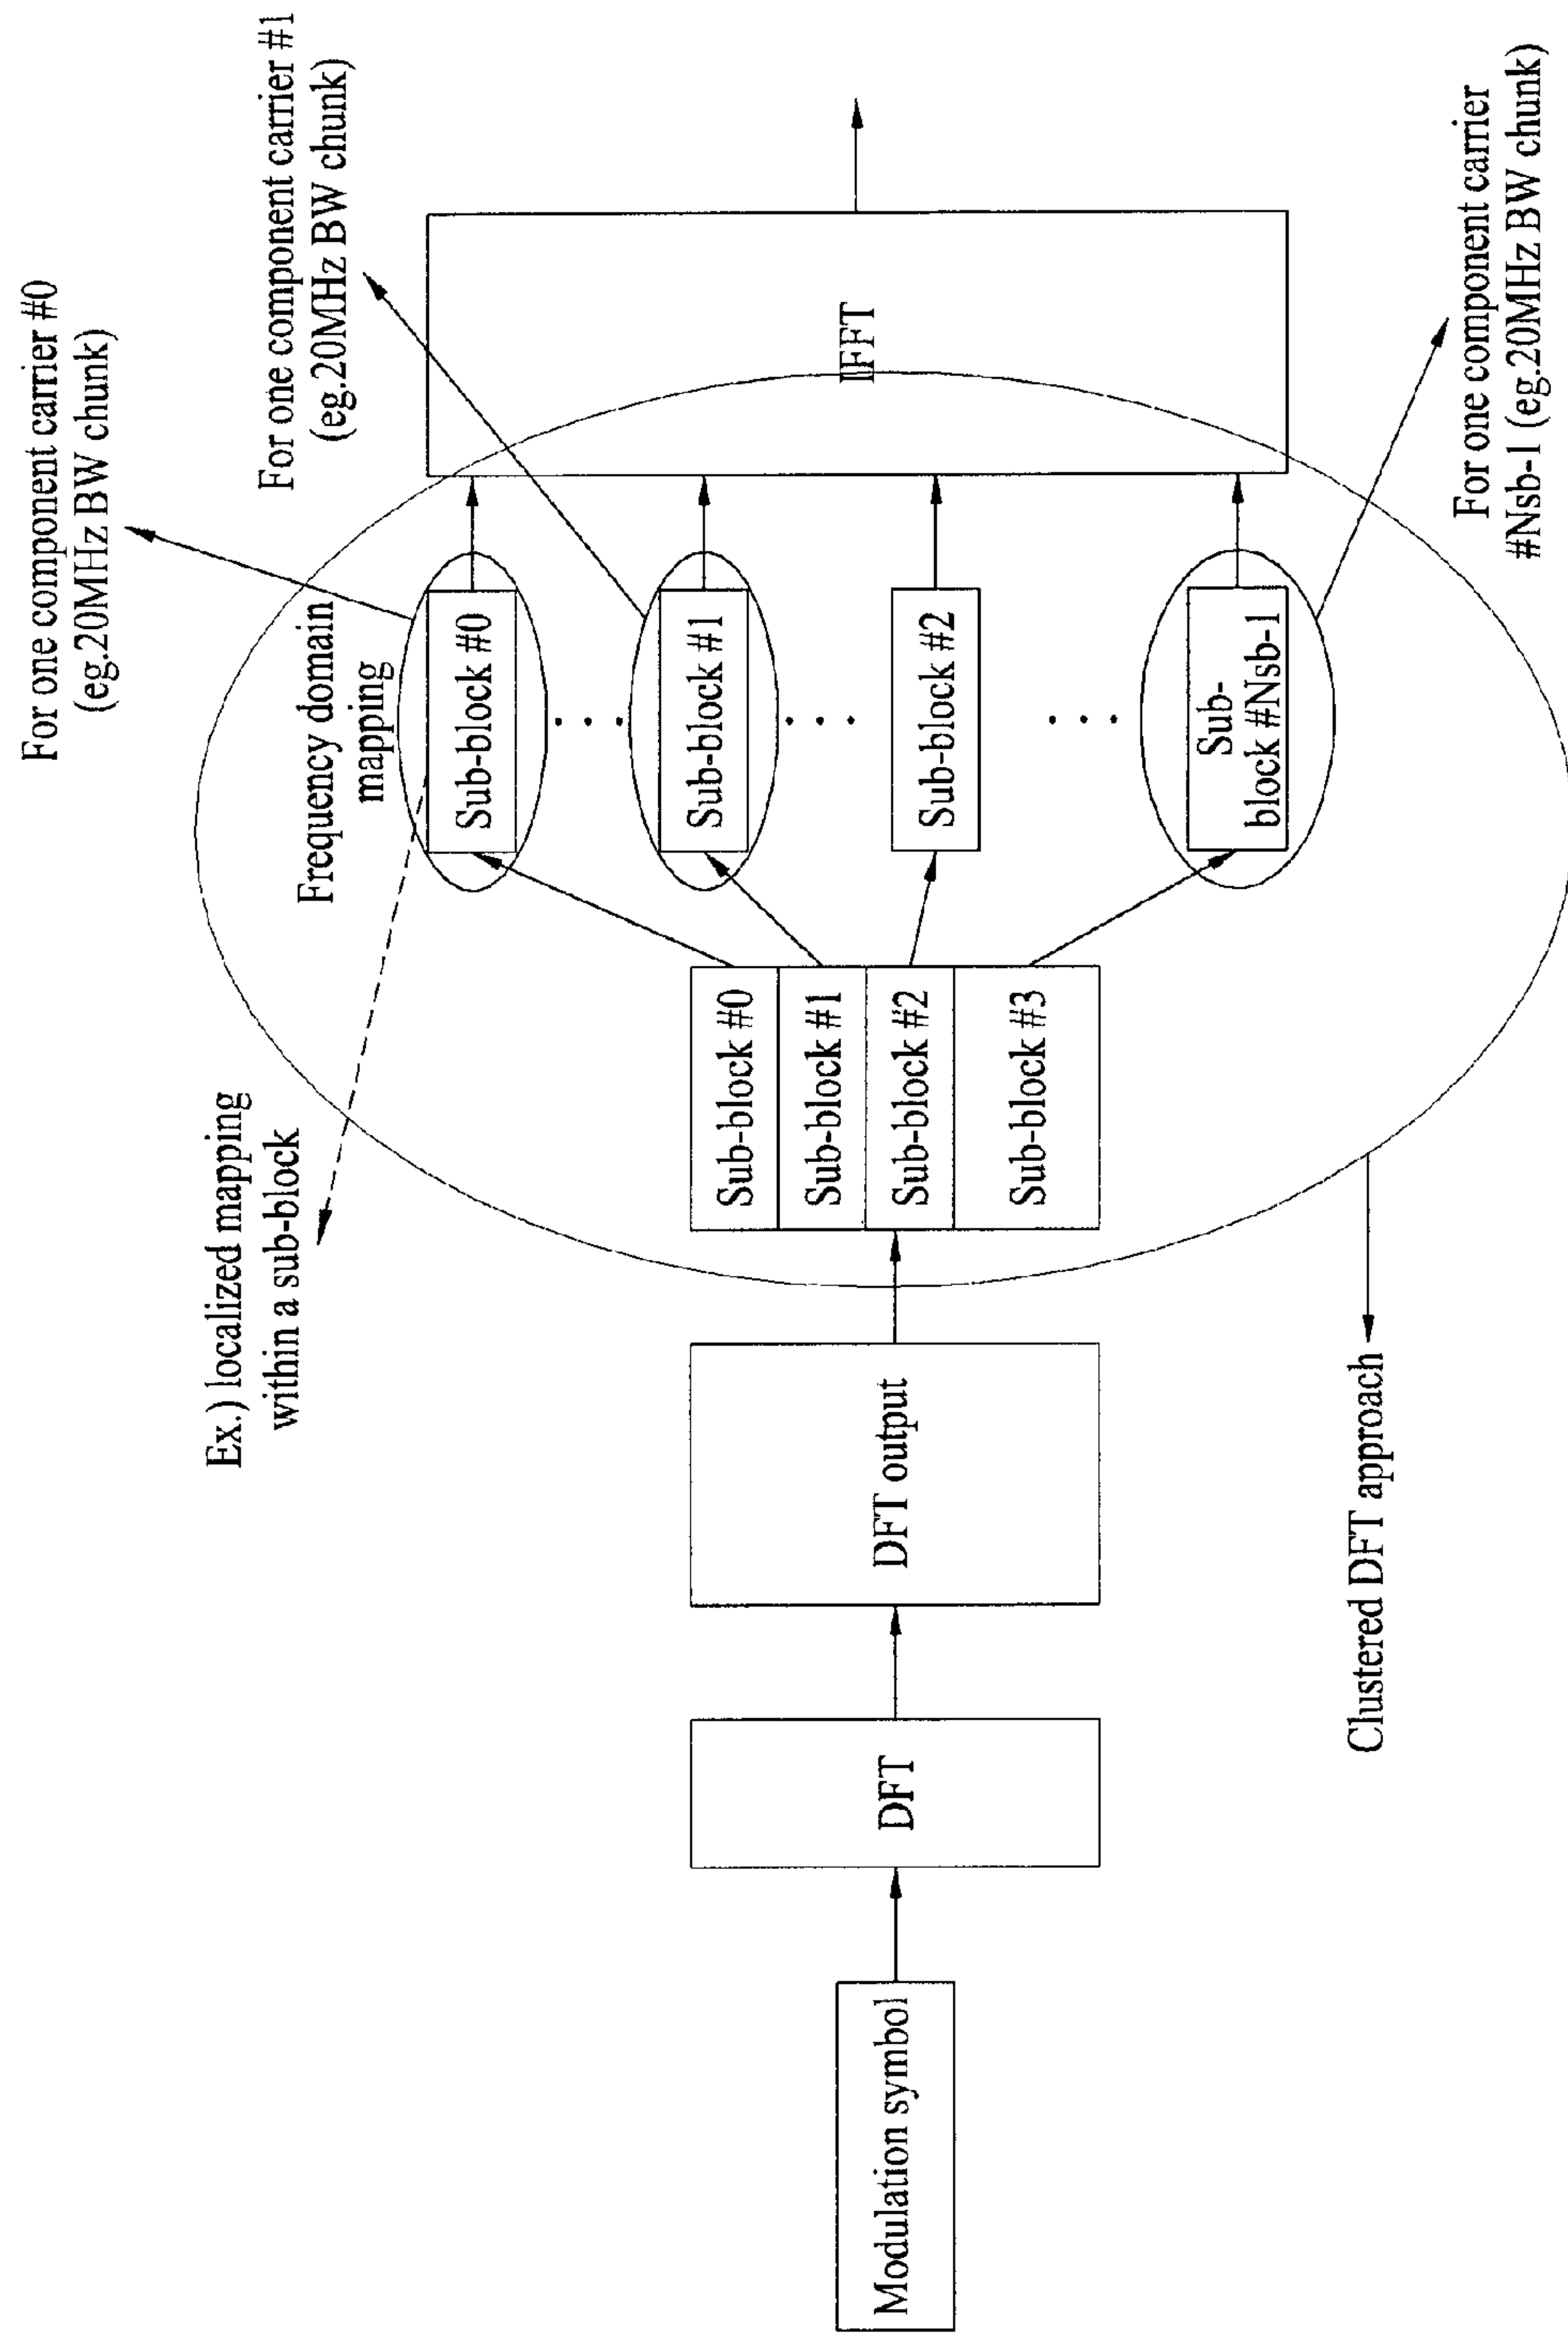 For one component carrier #0
(eg.20MHz BW chunk)
For one component carrier #1
(eg.20MHz BW chunk)
Ex.) localized mapping
within a sub-block
Frequency domain
mapping
Modulation symbol
DFT
DFT output
Sub-block #0
Sub-block #1
Sub-block #2
Sub-block #3
Sub-block #0
Sub-block #1
Sub-block #2
Sub-
block #Nsb-1
IFFT
Clustered DFT approach
For one component carrier
#Nsb-1 (eg.20MHz BW chunk)